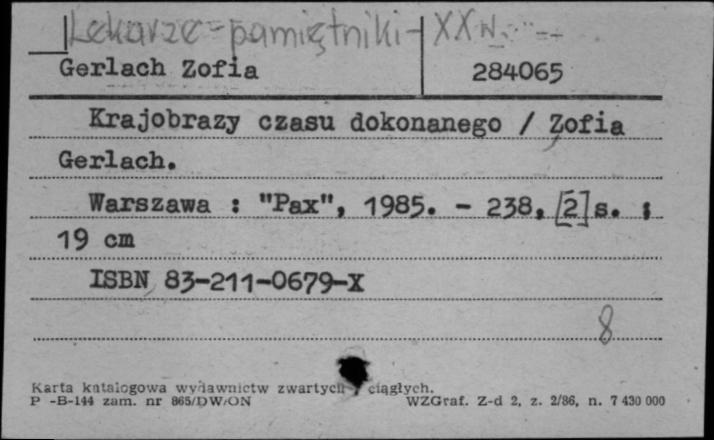 Lekarze - pamiętniki - XX w.
Gerlach Zofia 284065
Krajobrazy czasu dokonanego / Zofia
Gerlach.
Warszawa : "Pax", 1985. - 238, [2] s. ;
19 cm
ISBN 83-211-0679-X
8
Karta katalogowa wydawnictw zwartych i ciągłych.
P -B-144 zam. nr 865/DW/ON WZGraf. Z-d 2, z. 2/86, n. 7 430 000